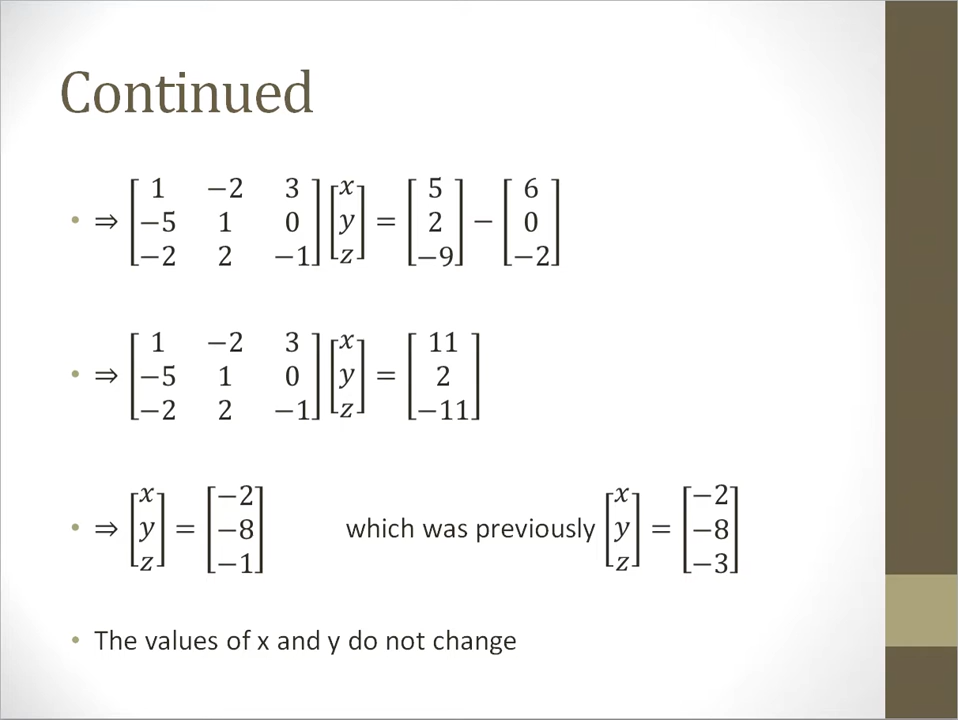 Continued
• ⇒ [1 −2 3; −5 1 0; −2 2 −1] [x; y; z] = [5; 2; −9] − [6; 0; −2]
• ⇒ [1 −2 3; −5 1 0; −2 2 −1] [x; y; z] = [11; 2; −11]
• ⇒ [x; y; z] = [−2; −8; −1] which was previously [x; y; z] = [−2; −8; −3]
• The values of x and y do not change